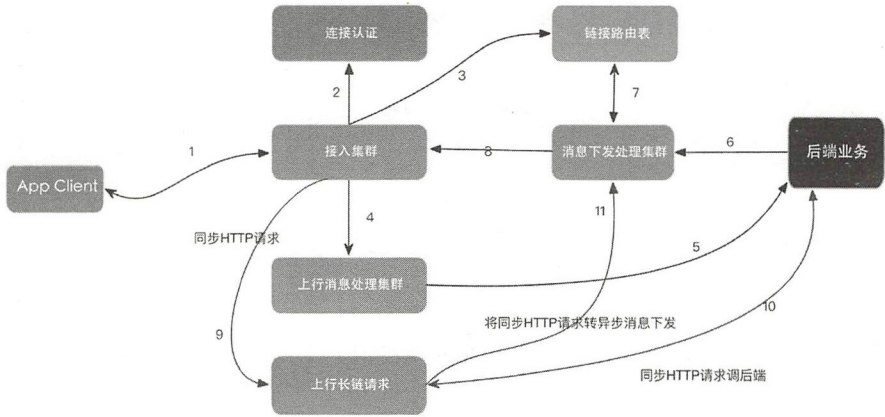 连接认证
链接路由表
2
3
7
1
接入集群
8
消息下发处理集群
6
后端业务
App Client
4
11
同步HTTP请求
5
上行消息处理集群
10
9
将同步HTTP请求转异步消息下发
上行长链请求
同步HTTP请求调后端